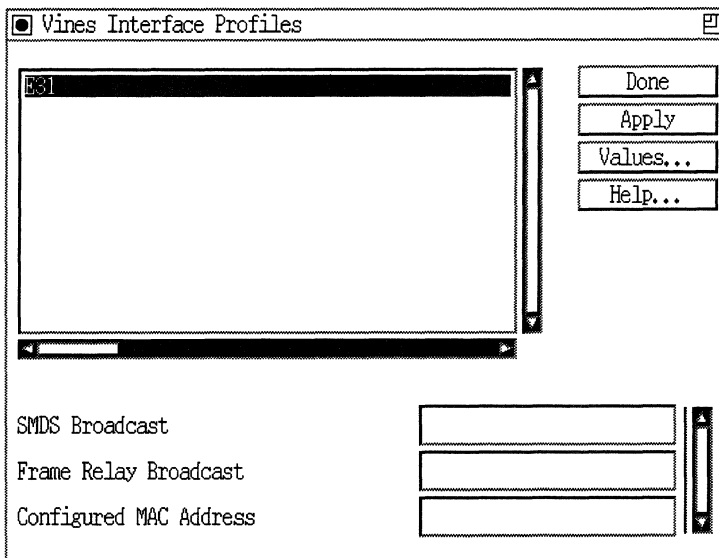 Vines Interface Profiles
E31
Done
Apply
Values...
Help...
SMDS Broadcast
Frame Relay Broadcast
Configured MAC Address